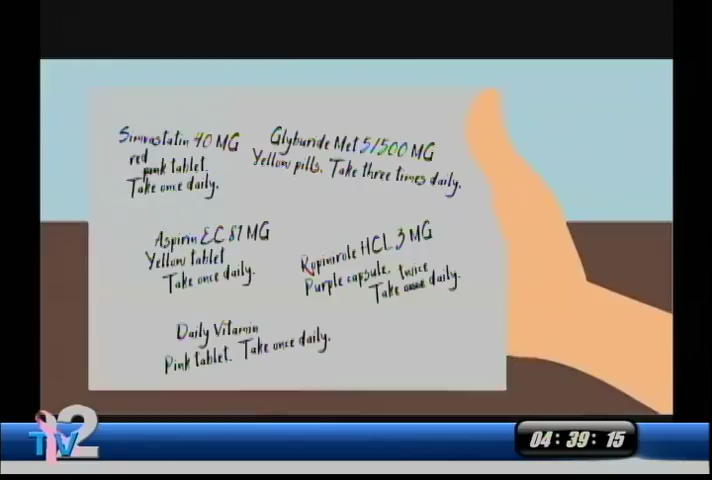 Simvastatin 40 MG
red
pink tablet.
Take once daily.
Glyburide Met 5/500 MG
Yellow pills. Take three times daily.
Aspirin EC 81 MG
Yellow tablet
Take once daily.
Ropinirole HCL 3 MG
Purple capsule. twice
Take once daily.
Daily Vitamin
Pink tablet. Take once daily.
TV2
04:39:15